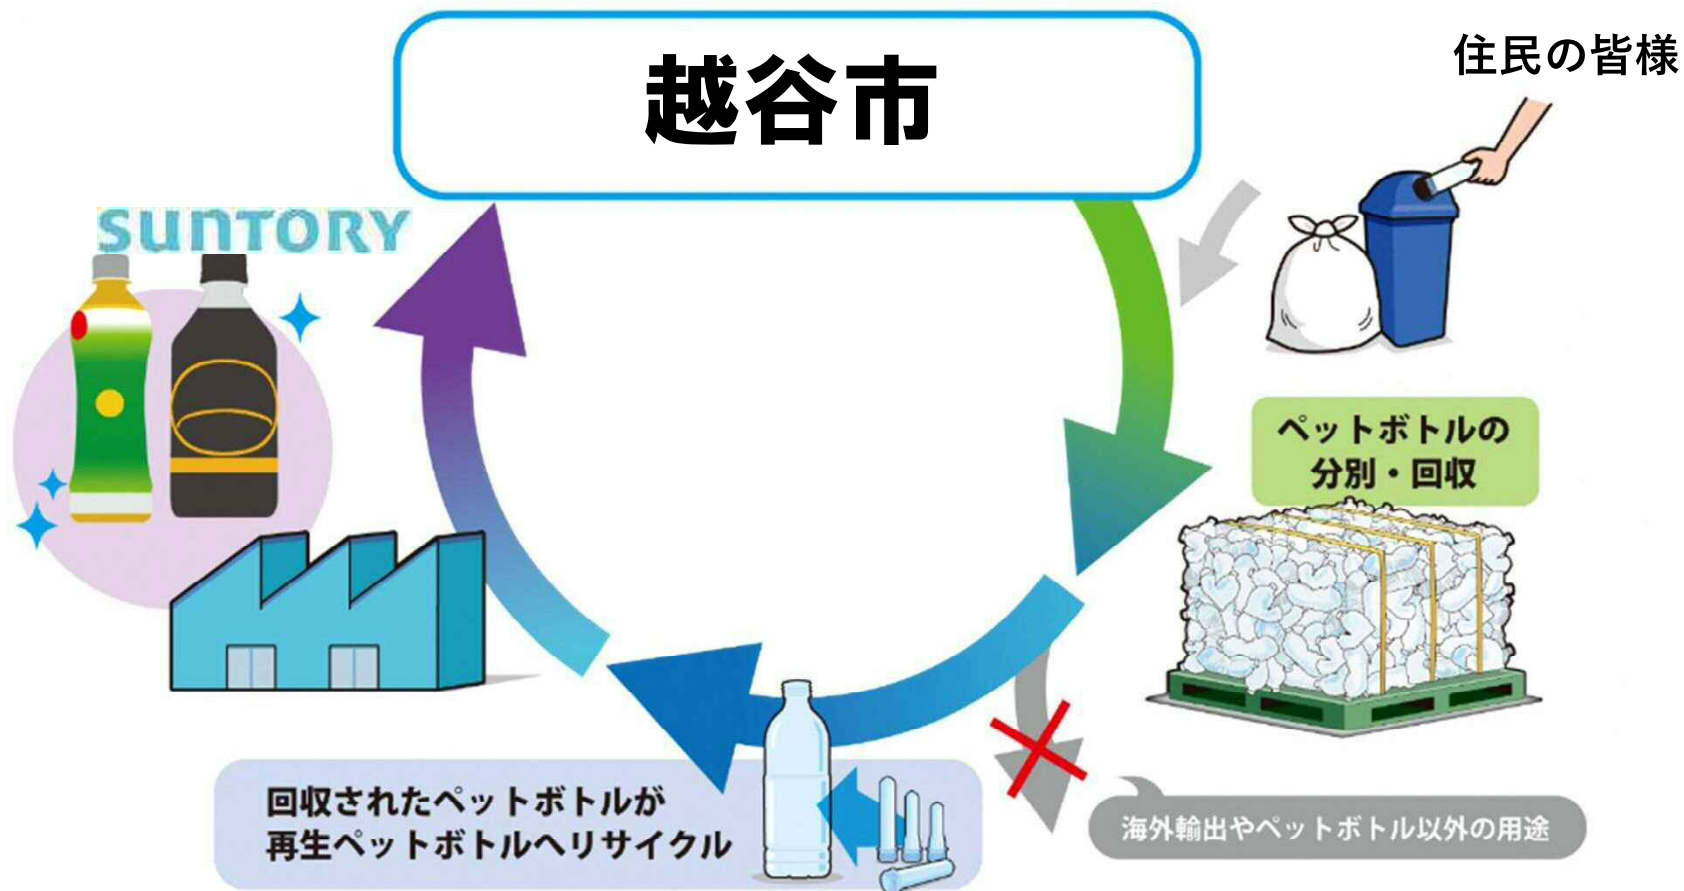 越谷市
住民の皆様
SUNTORY
ペットボトルの
分別・回収
回収されたペットボトルが
再生ペットボトルへリサイクル
海外輸出やペットボトル以外の用途